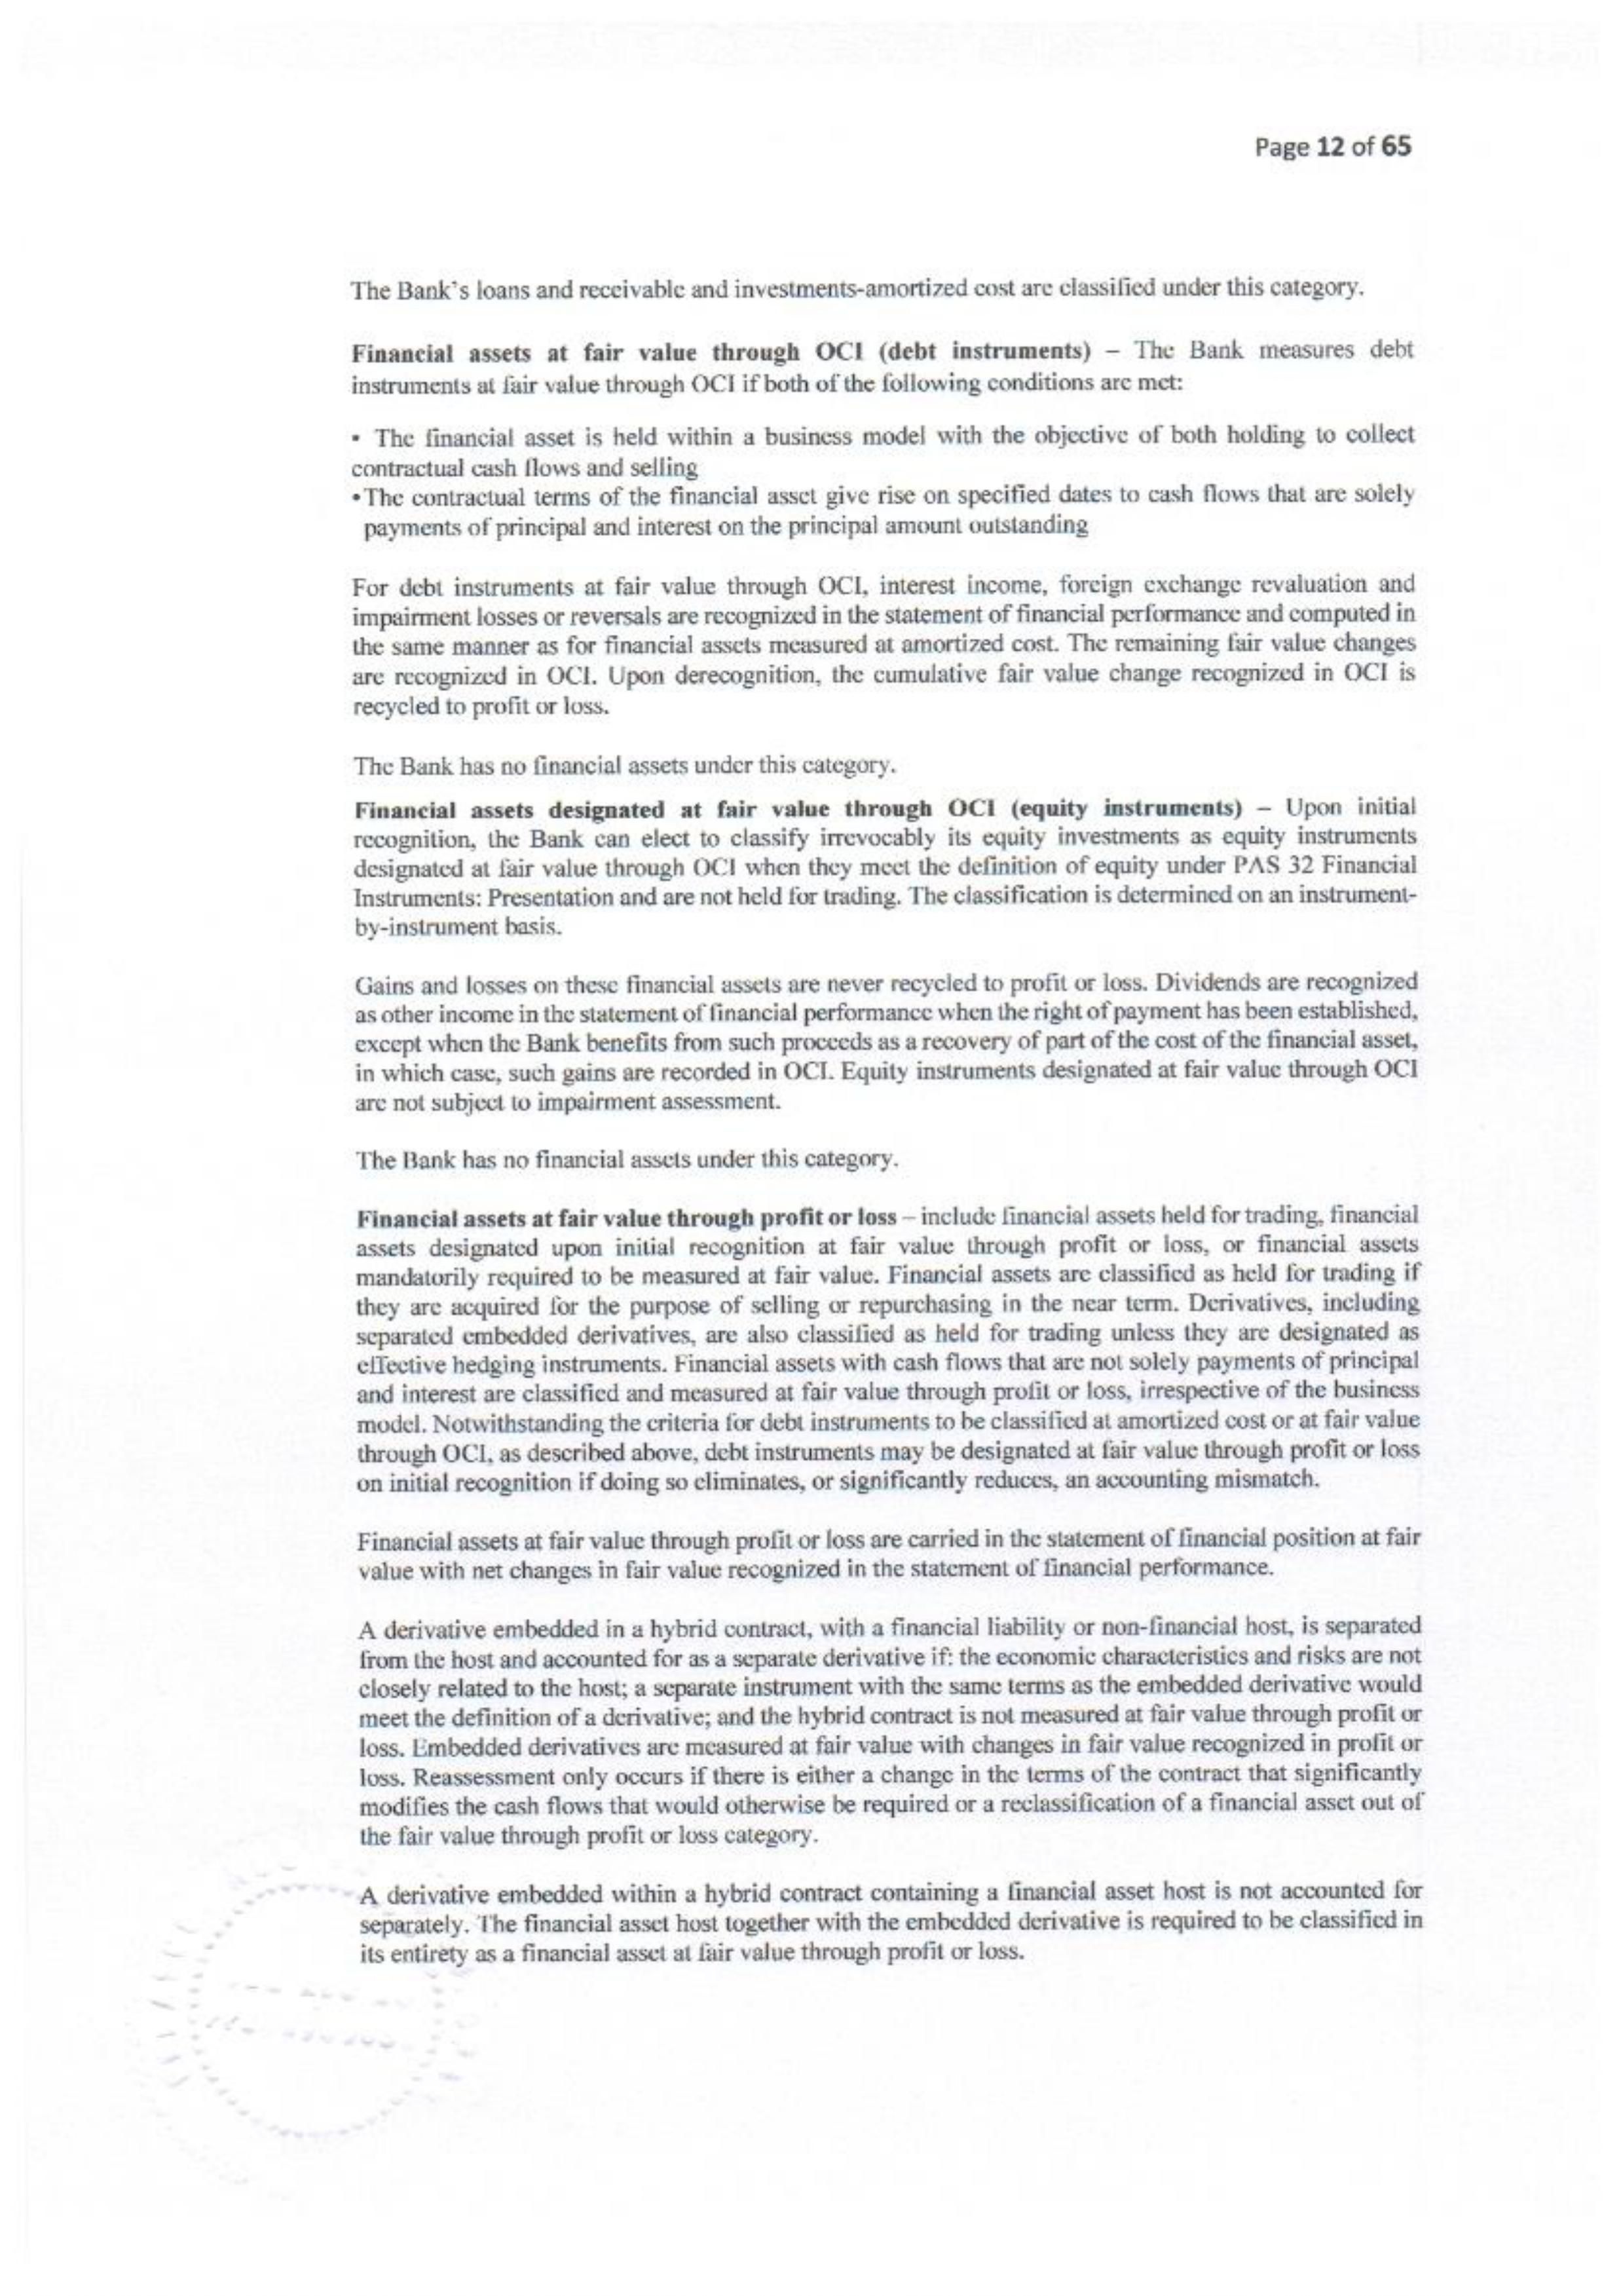 Page 12 of 65
The Bank's loans and receivable and investments-amortized cost are classified under this category.
Financial assets at fair value through OCI (debt instruments) – The Bank measures debt
instruments at fair value through OCI if both of the following conditions are met:
▪ The financial asset is held within a business model with the objective of both holding to collect
contractual cash flows and selling
•The contractual terms of the financial asset give rise on specified dates to cash flows that are solely
payments of principal and interest on the principal amount outstanding
For debt instruments at fair value through OCI, interest income, foreign exchange revaluation and
impairment losses or reversals are recognized in the statement of financial performance and computed in
the same manner as for financial assets measured at amortized cost. The remaining fair value changes
are recognized in OCI. Upon derecognition, the cumulative fair value change recognized in OCI is
recycled to profit or loss.
The Bank has no financial assets under this category.
Financial assets designated at fair value through OCI (equity instruments) – Upon initial
recognition, the Bank can elect to classify irrevocably its equity investments as equity instruments
designated at fair value through OCI when they meet the definition of equity under PAS 32 Financial
Instruments: Presentation and are not held for trading. The classification is determined on an instrument-
by-instrument basis.
Gains and losses on these financial assets are never recycled to profit or loss. Dividends are recognized
as other income in the statement of financial performance when the right of payment has been established,
except when the Bank benefits from such proceeds as a recovery of part of the cost of the financial asset,
in which case, such gains are recorded in OCI. Equity instruments designated at fair value through OCI
are not subject to impairment assessment.
The Bank has no financial assets under this category.
Financial assets at fair value through profit or loss – include financial assets held for trading, financial
assets designated upon initial recognition at fair value through profit or loss, or financial assets
mandatorily required to be measured at fair value. Financial assets are classified as held for trading if
they are acquired for the purpose of selling or repurchasing in the near term. Derivatives, including
separated embedded derivatives, are also classified as held for trading unless they are designated as
effective hedging instruments. Financial assets with cash flows that are not solely payments of principal
and interest are classified and measured at fair value through profit or loss, irrespective of the business
model. Notwithstanding the criteria for debt instruments to be classified at amortized cost or at fair value
through OCI, as described above, debt instruments may be designated at fair value through profit or loss
on initial recognition if doing so eliminates, or significantly reduces, an accounting mismatch.
Financial assets at fair value through profit or loss are carried in the statement of financial position at fair
value with net changes in fair value recognized in the statement of financial performance.
A derivative embedded in a hybrid contract, with a financial liability or non-financial host, is separated
from the host and accounted for as a separate derivative if: the economic characteristics and risks are not
closely related to the host; a separate instrument with the same terms as the embedded derivative would
meet the definition of a derivative; and the hybrid contract is not measured at fair value through profit or
loss. Embedded derivatives are measured at fair value with changes in fair value recognized in profit or
loss. Reassessment only occurs if there is either a change in the terms of the contract that significantly
modifies the cash flows that would otherwise be required or a reclassification of a financial asset out of
the fair value through profit or loss category.
A derivative embedded within a hybrid contract containing a financial asset host is not accounted for
separately. The financial asset host together with the embedded derivative is required to be classified in
its entirety as a financial asset at fair value through profit or loss.